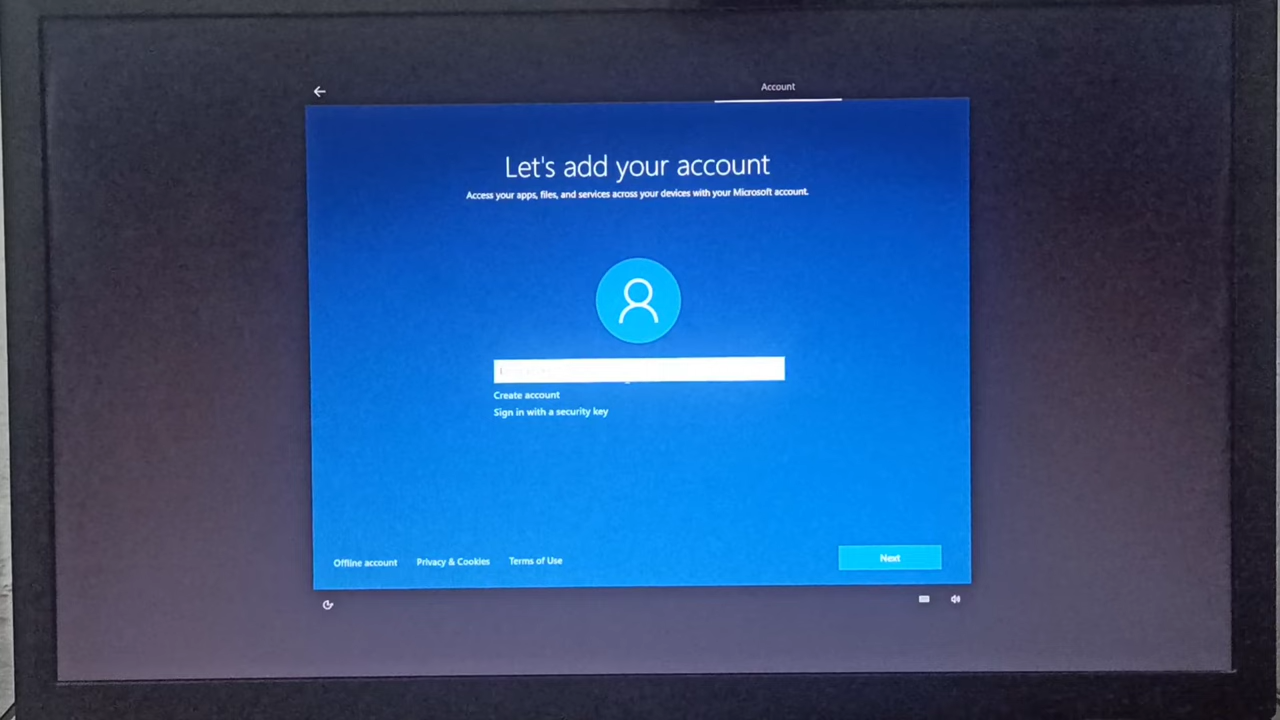 Account
Let's add your account
Access your apps, files, and services across your devices with your Microsoft account.
Create account
Sign in with a security key
Offline account
Privacy & Cookies
Terms of Use
Next